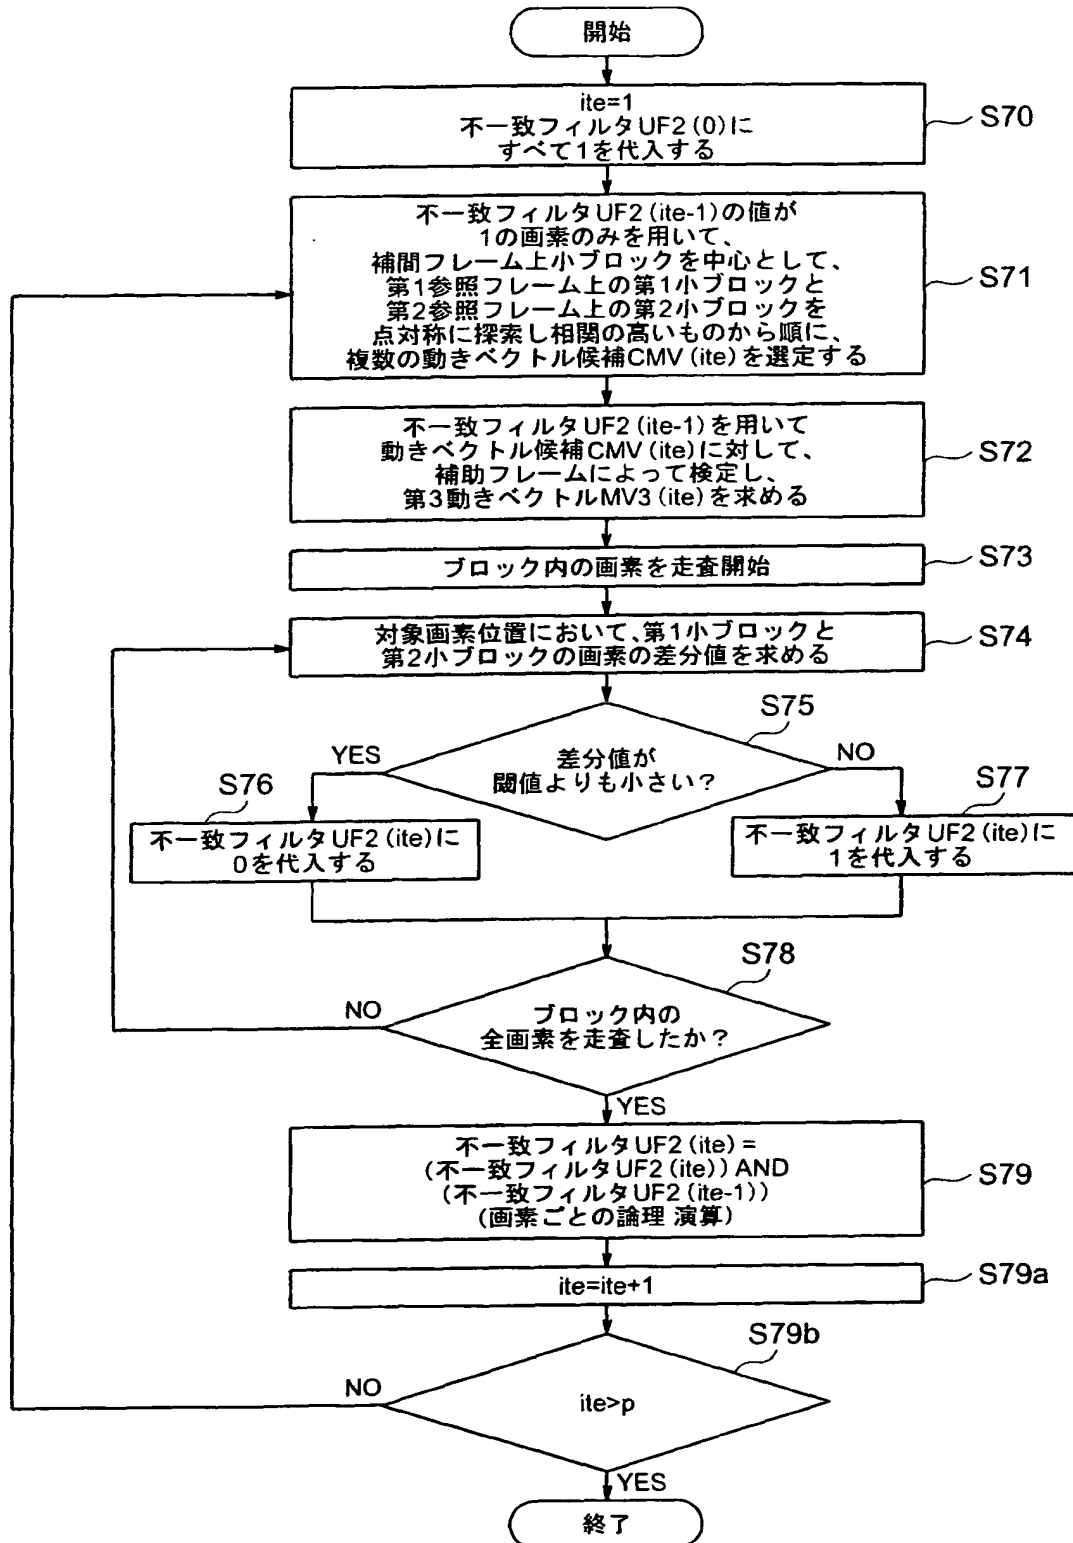 開始
ite=1
不一致フィルタUF2(0)に
すべて1を代入する
S70
不一致フィルタUF2(ite-1)の値が
1の画素のみを用いて、
補間フレーム上小ブロックを中心として、
第1参照フレーム上の第1小ブロックと
第2参照フレーム上の第2小ブロックを
点対称に探索し相関の高いものから順に、
複数の動きベクトル候補CMV(ite)を選定する
S71
不一致フィルタUF2(ite-1)を用いて
動きベクトル候補CMV(ite)に対して、
補助フレームによって検定し、
第3動きベクトルMV3(ite)を求める
S72
ブロック内の画素を走査開始
S73
対象画素位置において、第1小ブロックと
第2小ブロックの画素の差分値を求める
S74
S75
差分値が
閾値よりも小さい?
YES
NO
S76
不一致フィルタUF2(ite)に
0を代入する
S77
不一致フィルタUF2(ite)に
1を代入する
S78
ブロック内の
全画素を走査したか?
NO
YES
不一致フィルタUF2(ite)=
(不一致フィルタUF2(ite))AND
(不一致フィルタUF2(ite-1))
(画素ごとの論理 演算)
S79
ite=ite+1
S79a
S79b
ite>p
NO
YES
終了